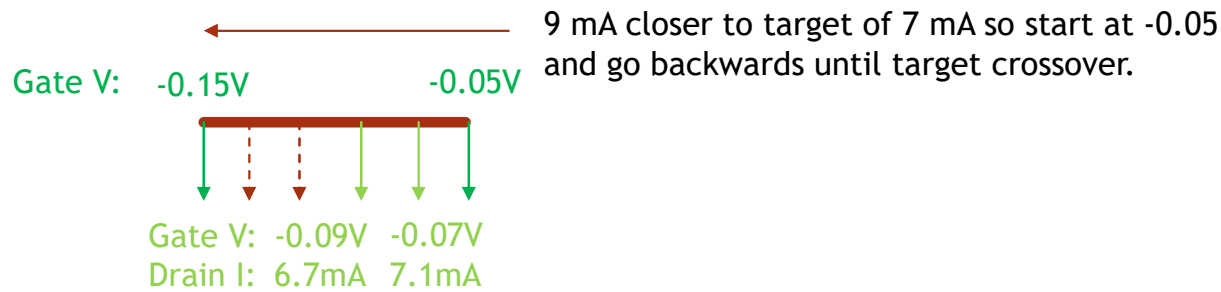 9 mA closer to target of 7 mA so start at -0.05
and go backwards until target crossover.
Gate V: -0.15V -0.05V
Gate V: -0.09V -0.07V
Drain I: 6.7mA 7.1mA